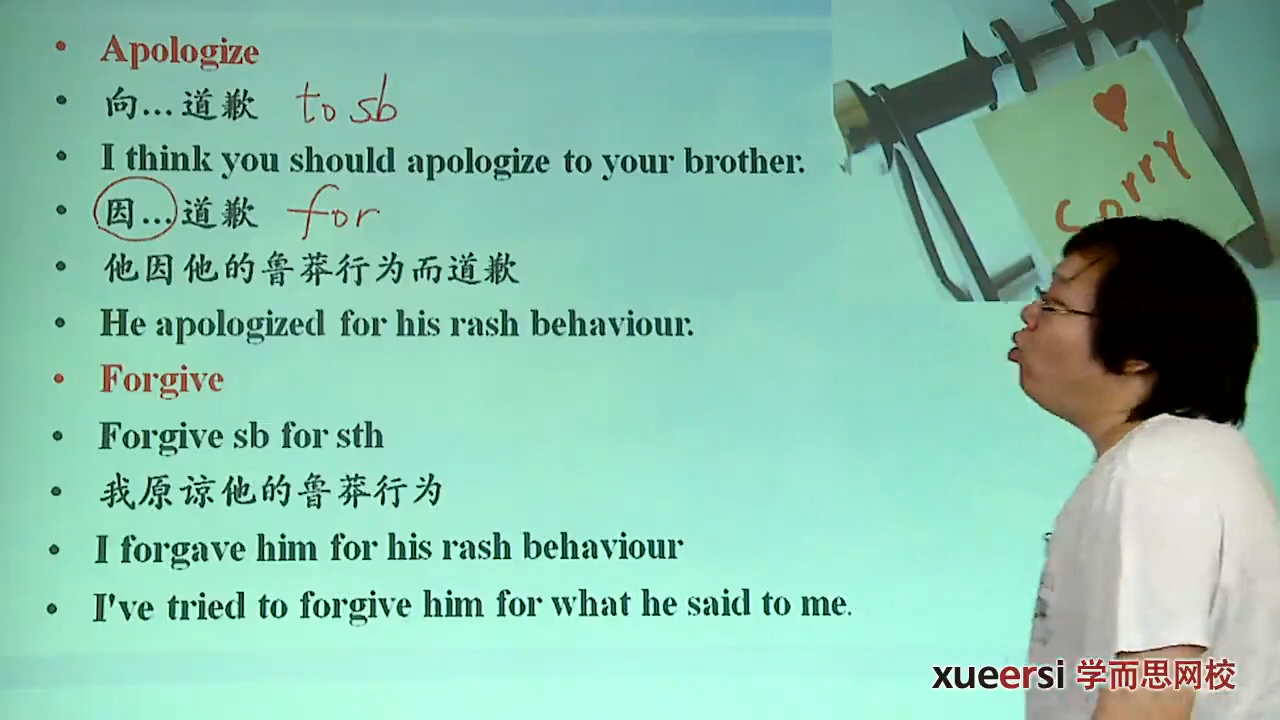 Apologize
向…道歉 to sb
I think you should apologize to your brother.
因…道歉 for
他因他的鲁莽行为而道歉
He apologized for his rash behaviour.
Forgive
Forgive sb for sth
我原谅他的鲁莽行为
I forgave him for his rash behaviour
I've tried to forgive him for what he said to me.
Sorry
xueersi 学而思网校